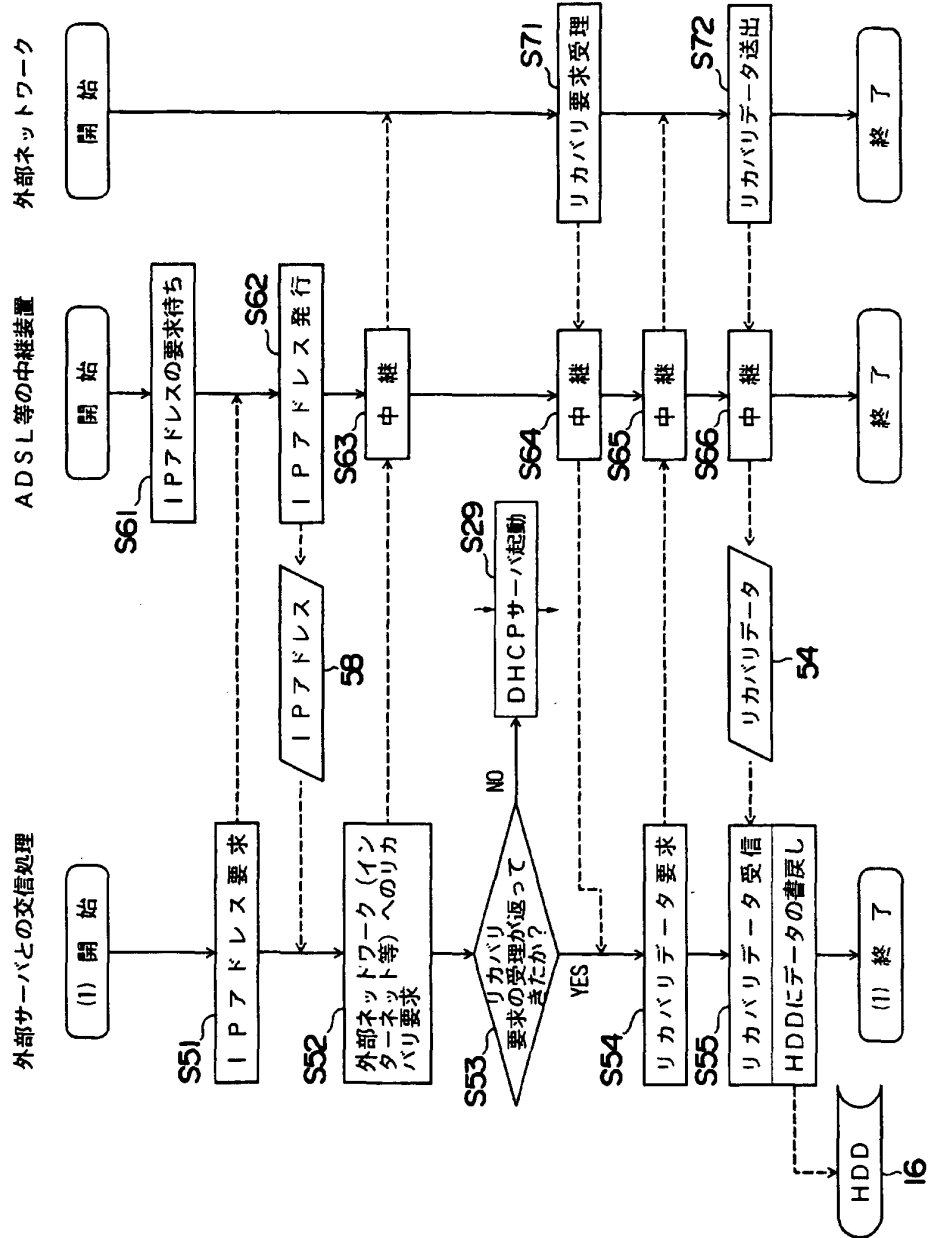 外部サーバとの交信処理
(I) 開 始
S51
IPアドレス要求
S52
外部ネットワーク（イン
ターネット等）へのリカ
バリ要求
S53
リカバリ
要求の受理が返って
きたか？
NO
YES
S29
DHCPサーバ起動
S54
リカバリデータ要求
S55
リカバリデータ受信
HDDにデータの書戻し
(I) 終 了
HDD
16
ADSL等の中継装置
開 始
S61
IPアドレスの要求待ち
S62
IPアドレス発行
IPアドレス
58
S63
中 継
S64
中 継
S65
中 継
S66
中 継
リカバリデータ
54
終 了
外部ネットワーク
開 始
S71
リカバリ要求受理
S72
リカバリデータ送出
終 了